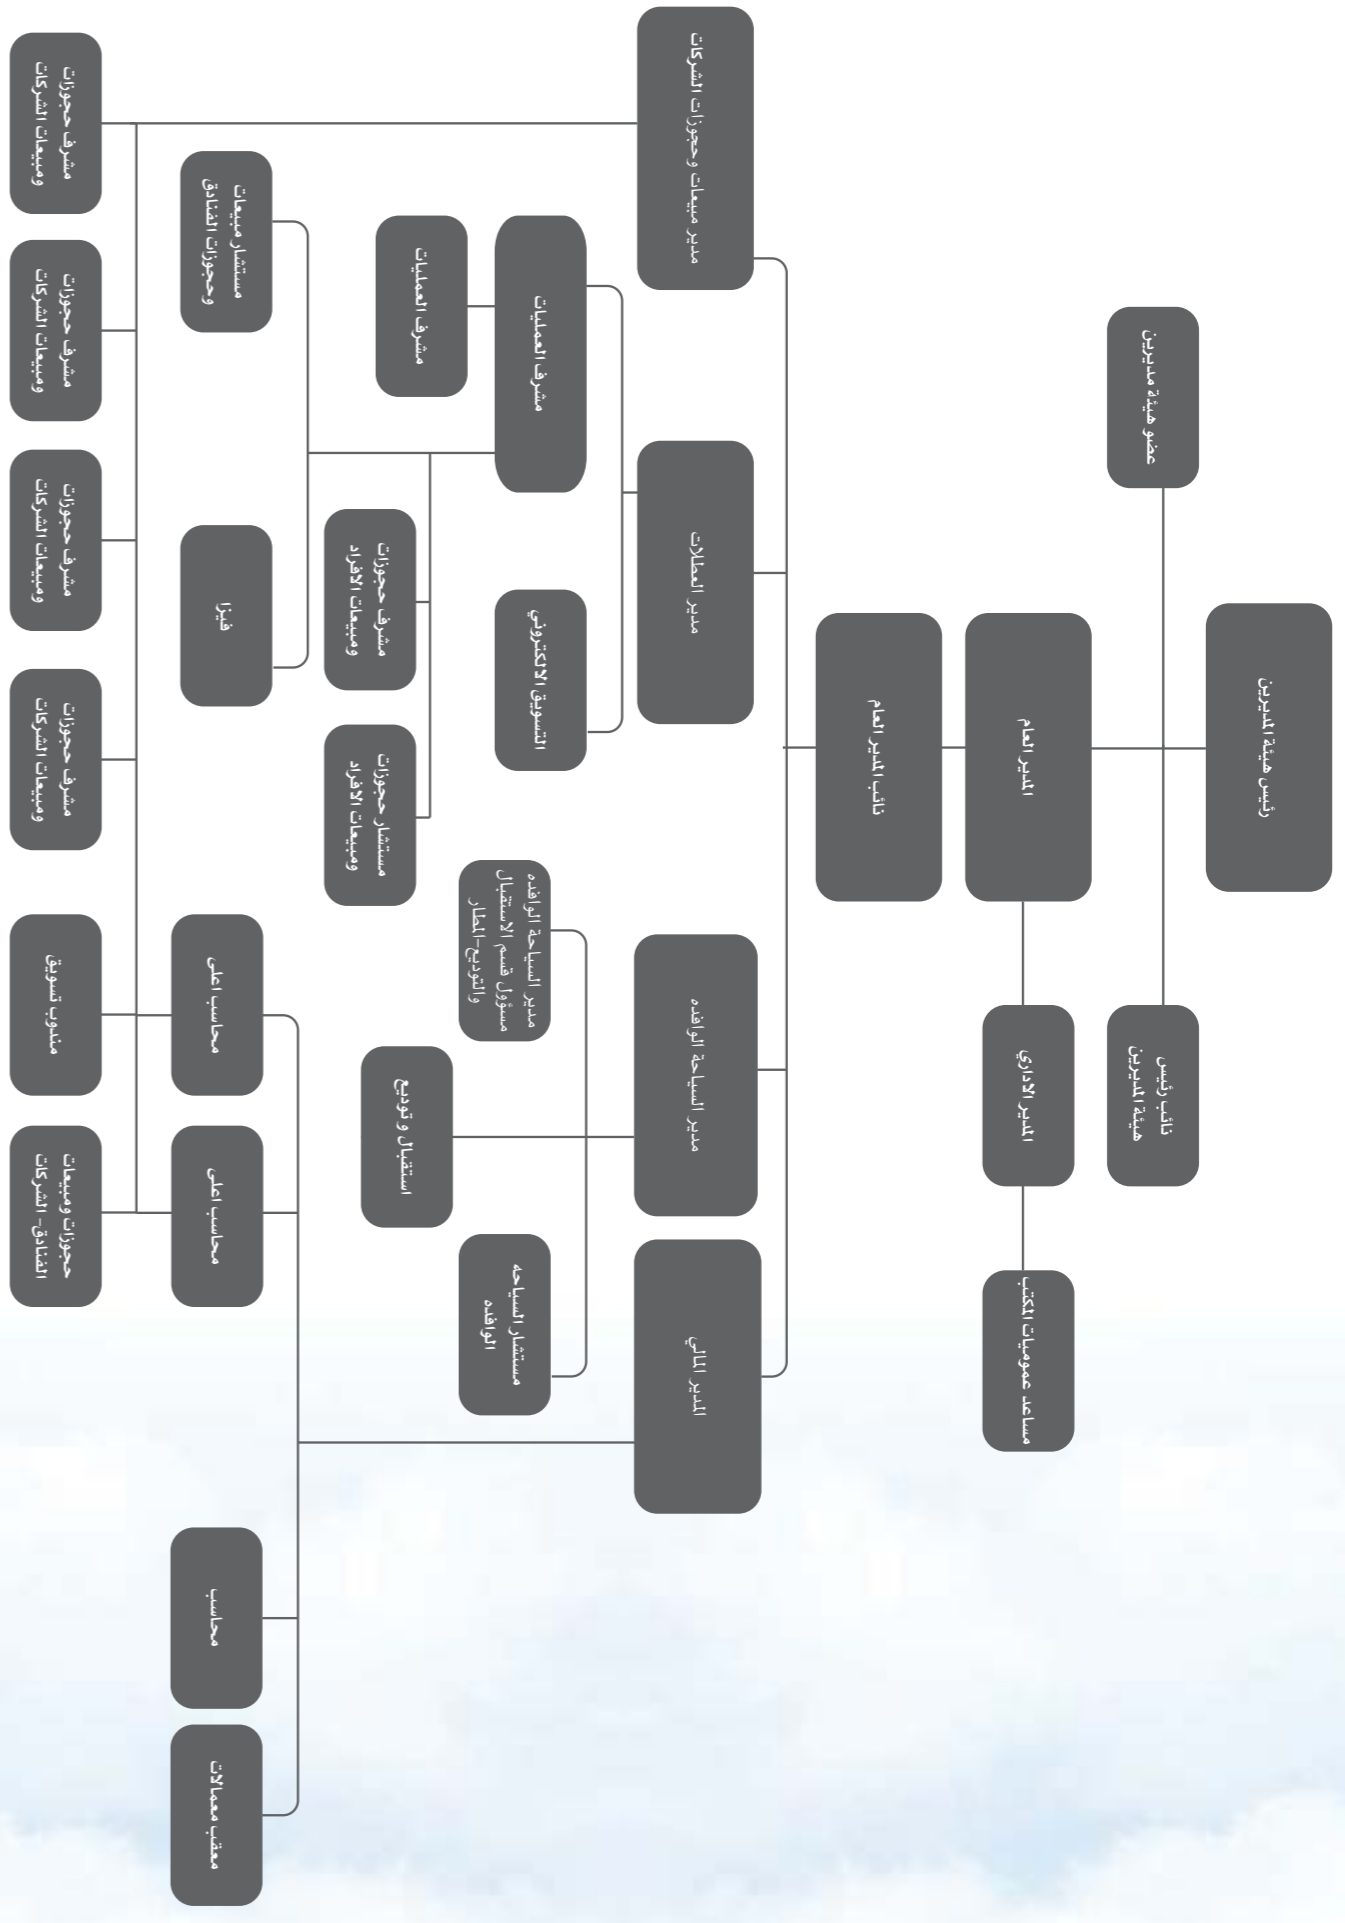 رئيس هيئة المديرين
عضو هيئة مديرين
نائب رئيس
هيئة المديرين
المدير العام
المدير الاداري
مساعد عموميات المكتب
نائب المدير العام
مدير مبيعات وحجوزات الشركات
مدير العطلات
مدير السياحة الوافده
المدير المالي
مشرف العمليات
التسويق الالكتروني
مدير السياحة الوافده
مسؤول قسم الاستقبال
والتوديع-المطار
مستشار السياحه
الوافده
مشرف العمليات
استقبال و توديع
مشرف حجوزات
ومبيعات الافراد
مستشار حجوزات
ومبيعات الافراد
مستشار مبيعات
وحجوزات الفنادق
فيزا
محاسب اعلى
محاسب اعلى
محاسب
معقب معمالات
مشرف حجوزات
ومبيعات الشركات
مشرف حجوزات
ومبيعات الشركات
مشرف حجوزات
ومبيعات الشركات
مشرف حجوزات
ومبيعات الشركات
مندوب تسويق
حجوزات ومبيعات
الفنادق- الشركات